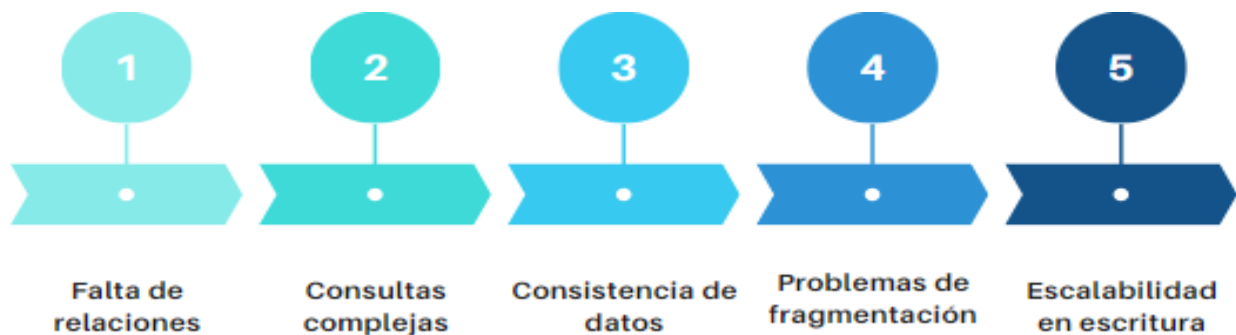 1
2
3
4
5
Falta de
relaciones
Consultas
complejas
Consistencia de
datos
Problemas de
fragmentación
Escalabilidad
en escritura